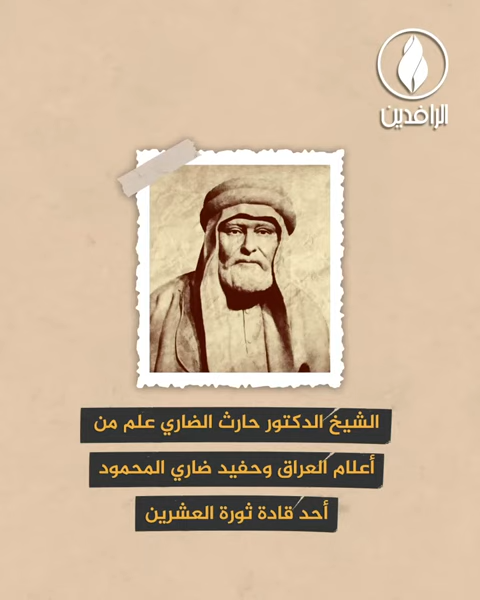 الرافدين
الشيخ الدكتور حارث الضاري علم من
أعلام العراق وحفيد ضاري المحمود
أحد قادة ثورة العشرين